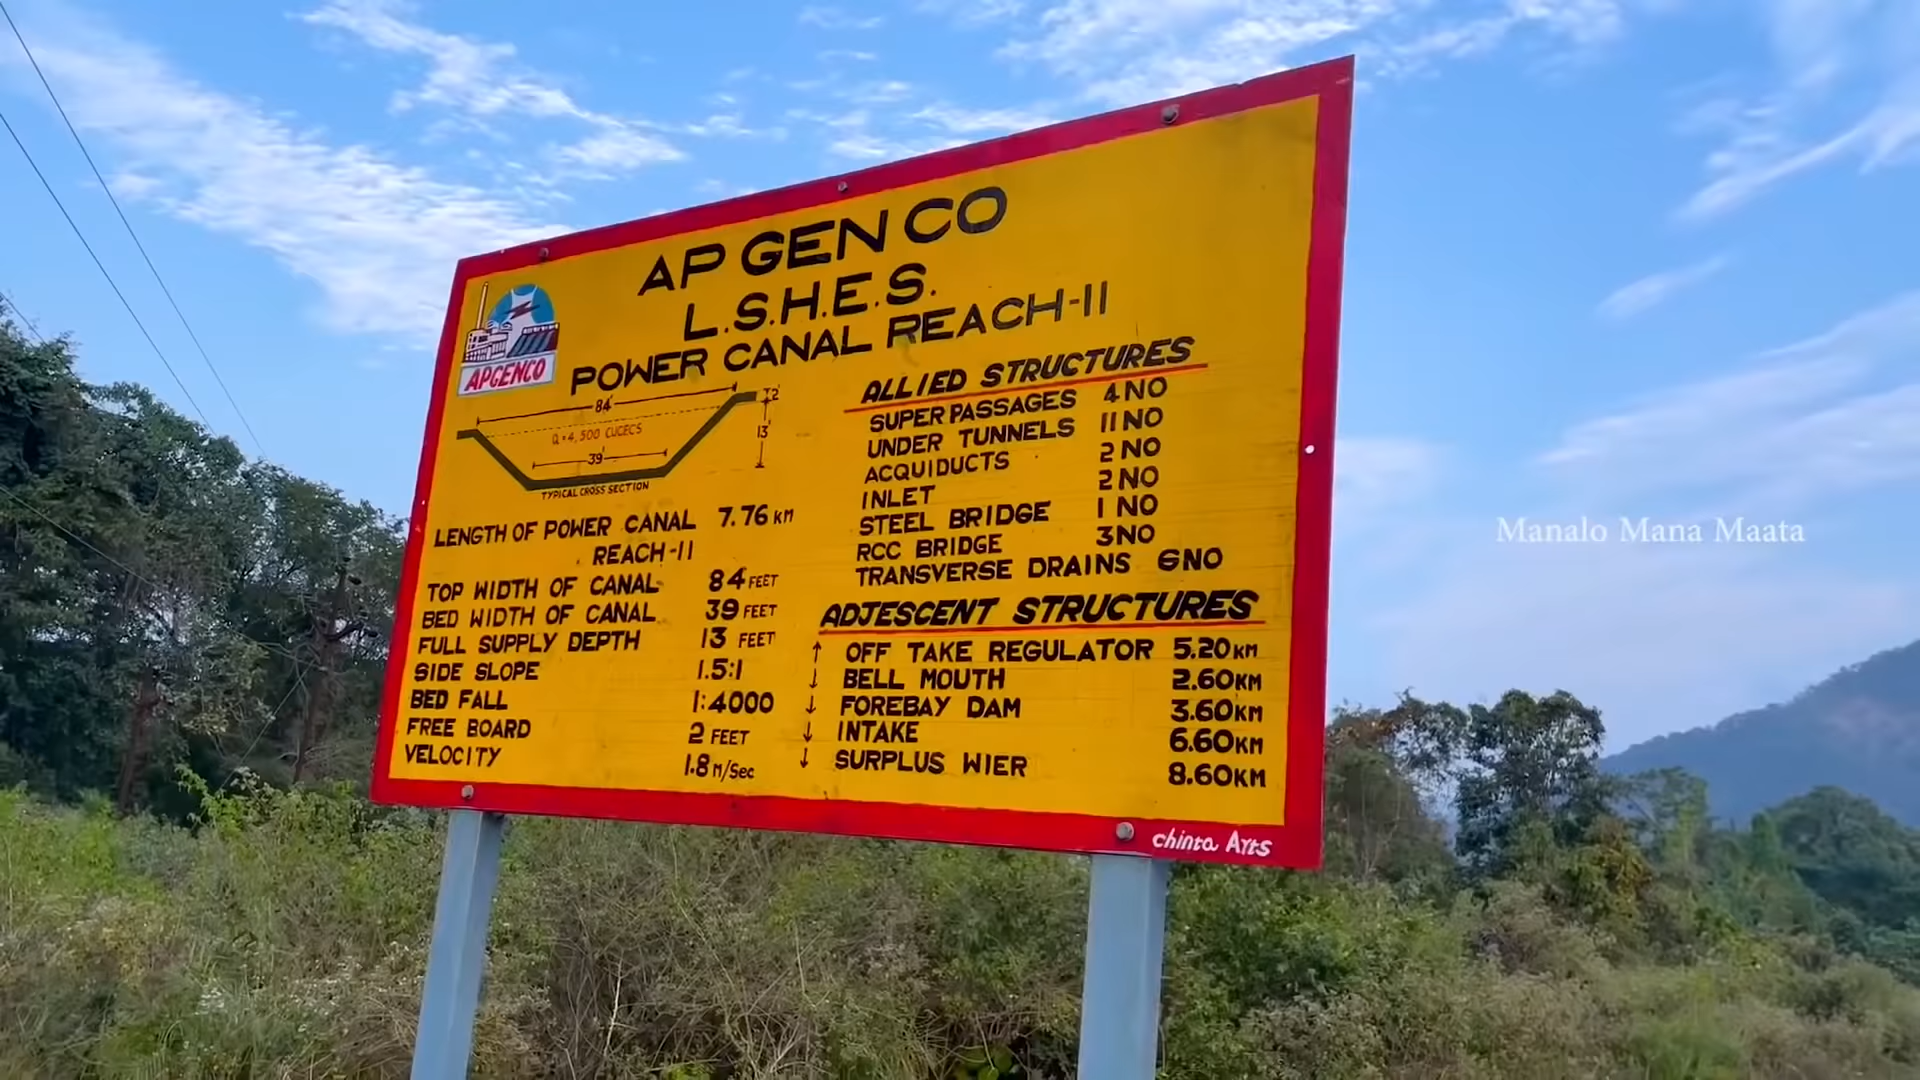 AP GEN CO
L.S.H.E.S.
POWER CANAL REACH-II
APGENCO
84'
Q=4,500 CUCECS
39'
2'
13'
TYPICAL CROSS SECTION
LENGTH OF POWER CANAL 7.76 KM
REACH-II
TOP WIDTH OF CANAL 84 FEET
BED WIDTH OF CANAL 39 FEET
FULL SUPPLY DEPTH 13 FEET
SIDE SLOPE 1.5:1
BED FALL 1:4000
FREE BOARD 2 FEET
VELOCITY 1.8 M/Sec
ALLIED STRUCTURES
SUPER PASSAGES 4 NO
UNDER TUNNELS 11 NO
ACQUIDUCTS 2 NO
INLET 2 NO
STEEL BRIDGE 1 NO
RCC BRIDGE 3 NO
TRANSVERSE DRAINS 6 NO
ADJESCENT STRUCTURES
↑ OFF TAKE REGULATOR 5.20 KM
↓ BELL MOUTH 2.60 KM
↓ FOREBAY DAM 3.60 KM
↓ INTAKE 6.60 KM
↓ SURPLUS WIER 8.60 KM
chinta Arts
Manalo Mana Maata